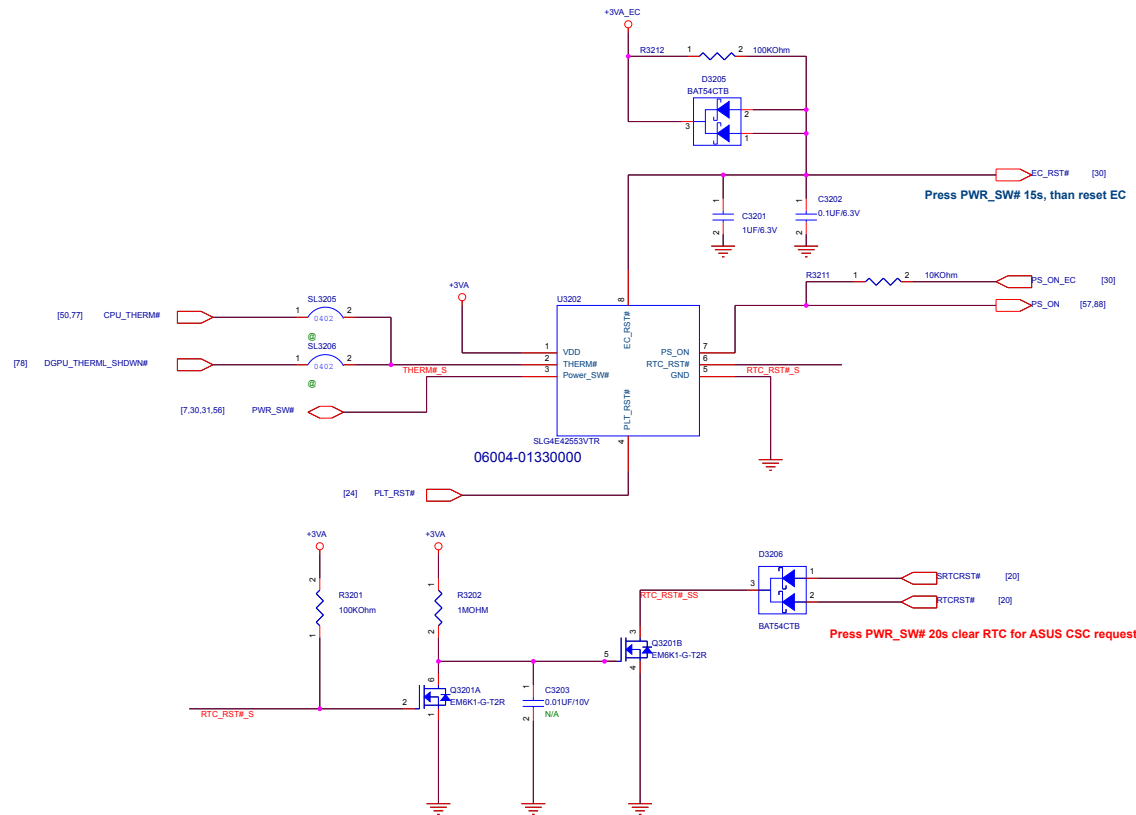 +3VA_EC
R3212 1 2 100KOhm
D3205
BAT54CTB
2
3
1
EC_RST# [30]
Press PWR_SW# 15s, than reset EC
1
C3201
1UF/6.3V
2
1
C3202
0.1UF/6.3V
2
R3211 1 2 10KOhm
PS_ON_EC [30]
PS_ON [57,88]
+3VA
U3202
8
EC_RST#
SL3205
[50,77] CPU_THERM# 1 2
0402
@
SL3206
[78] DGPU_THERML_SHDWN# 1 2
0402
@
THERM#_S
[7,30,31,56] PWR_SW#
1 VDD
2 THERM#
3 Power_SW#
PS_ON 7
RTC_RST# 6
GND 5
RTC_RST#_S
PLT_RST#
4
SLG4E42553VTR
06004-01330000
[24] PLT_RST#
+3VA
+3VA
2
R3201
100KOhm
1
1
R3202
1MOHM
2
RTC_RST#_S
2
6
Q3201A
EM6K1-G-T2R
1
1
C3203
0.01UF/10V
N/A
2
RTC_RST#_SS
3
5
Q3201B
EM6K1-G-T2R
4
D3206
3
1
2
BAT54CTB
SRTCRST# [20]
RTCRST# [20]
Press PWR_SW# 20s clear RTC for ASUS CSC request